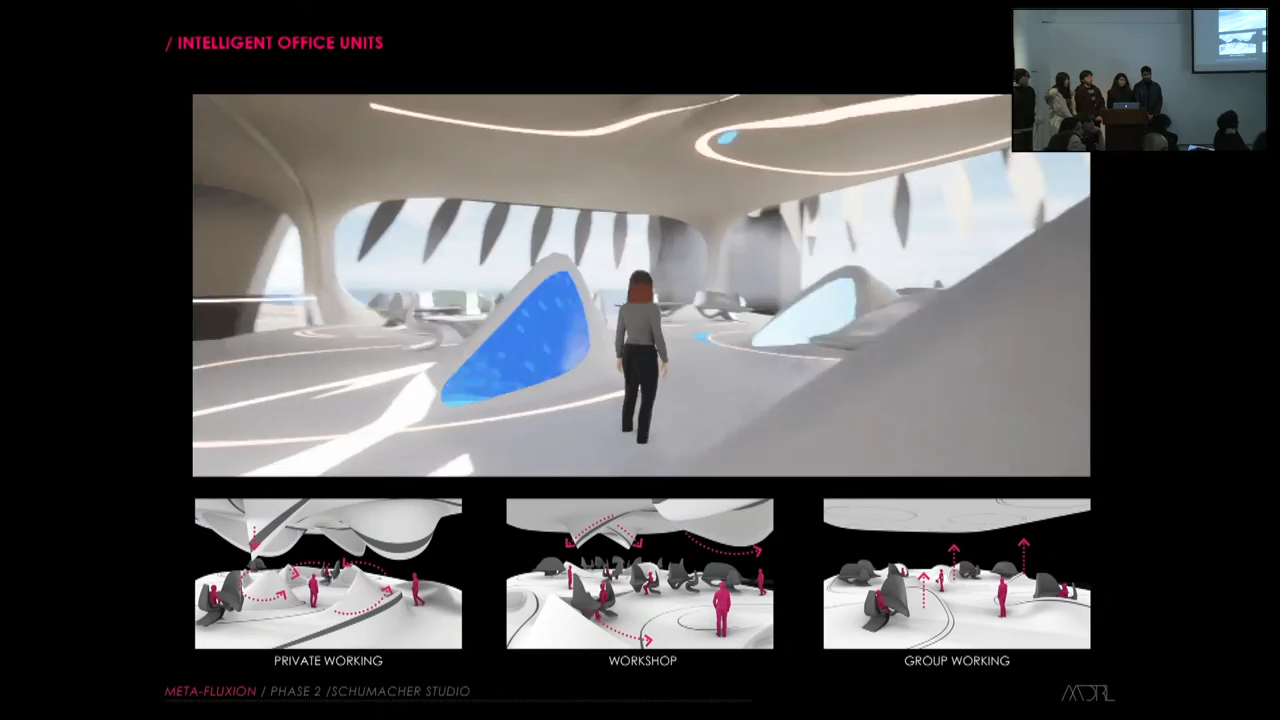 / INTELLIGENT OFFICE UNITS
PRIVATE WORKING
WORKSHOP
GROUP WORKING
META-FLUXION / PHASE 2 /SCHUMACHER STUDIO